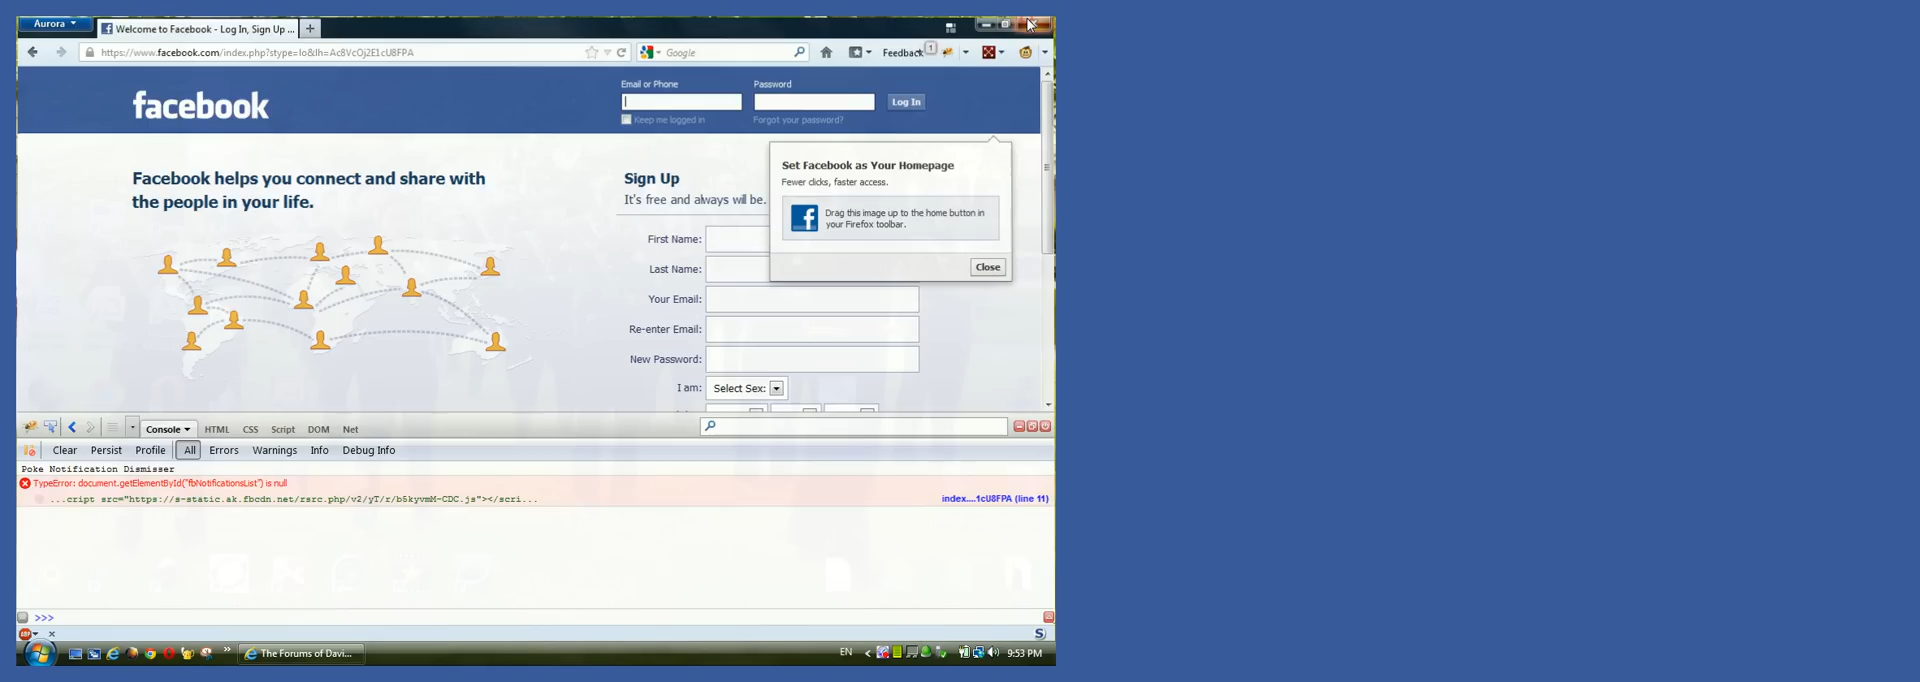 Aurora
Welcome to Facebook - Log In, Sign Up ...
https://www.facebook.com/index.php?stype=lo&lh=Ac8VcOj2E1cU8FPA
Google
Feedback
1
Email or Phone
Password
Log In
facebook
Keep me logged in
Forgot your password?
Set Facebook as Your Homepage
Fewer clicks, faster access.
Drag this image up to the home button in
your Firefox toolbar.
Close
Facebook helps you connect and share with
the people in your life.
Sign Up
It's free and always will be.
First Name:
Last Name:
Your Email:
Re-enter Email:
New Password:
I am:
Select Sex:
Console
HTML
CSS
Script
DOM
Net
Clear
Persist
Profile
All
Errors
Warnings
Info
Debug Info
Poke Notification Dismisser
TypeError: document.getElementById("fbNotificationsList") is null
...cript src="https://s-static.ak.fbcdn.net/rsrc.php/v2/yT/r/b5kyvmM-CDC.js"></scri...
index....1cU8FPA (line 11)
>>>
ABP
The Forums of Davi...
EN
9:53 PM